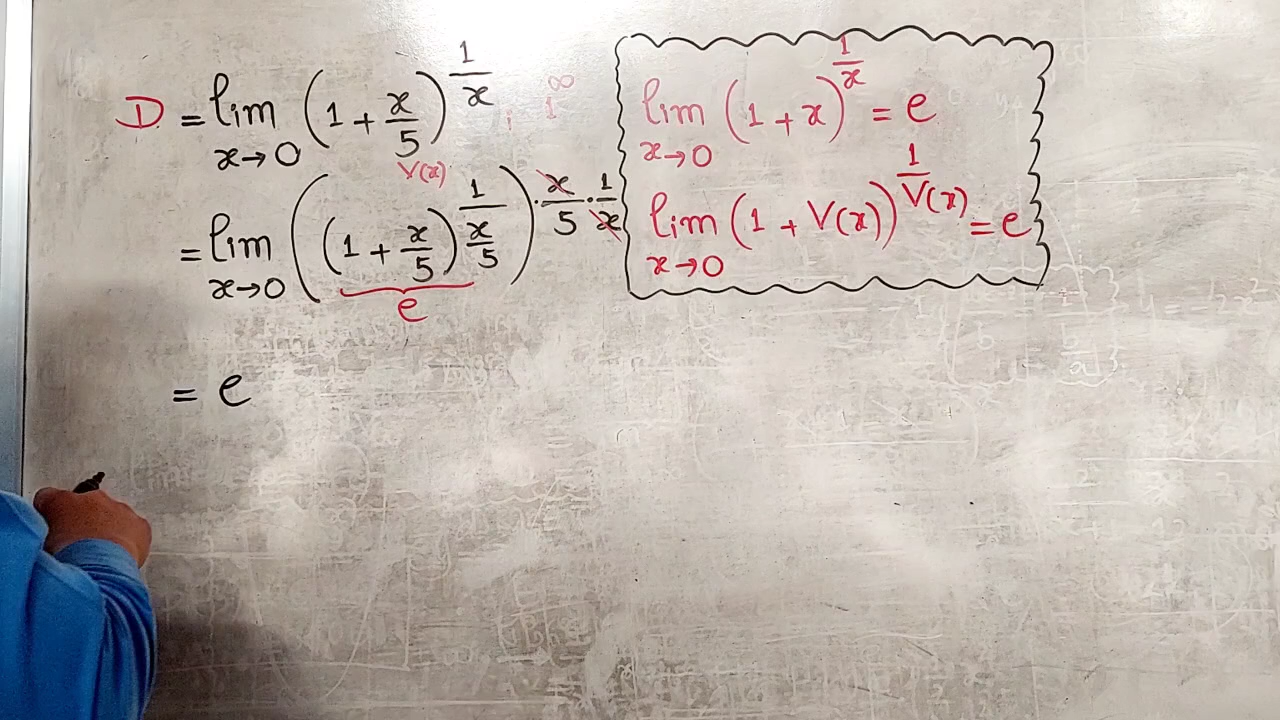 D = lim x→0 (1 + x/5)^(1/x) , 1^∞
V(x)
= lim x→0 ((1 + x/5)^(1/(x/5)))^(· x/5 · 1/x)
e
= e
lim x→0 (1 + x)^(1/x) = e
lim x→0 (1 + V(x))^(1/V(x)) = e